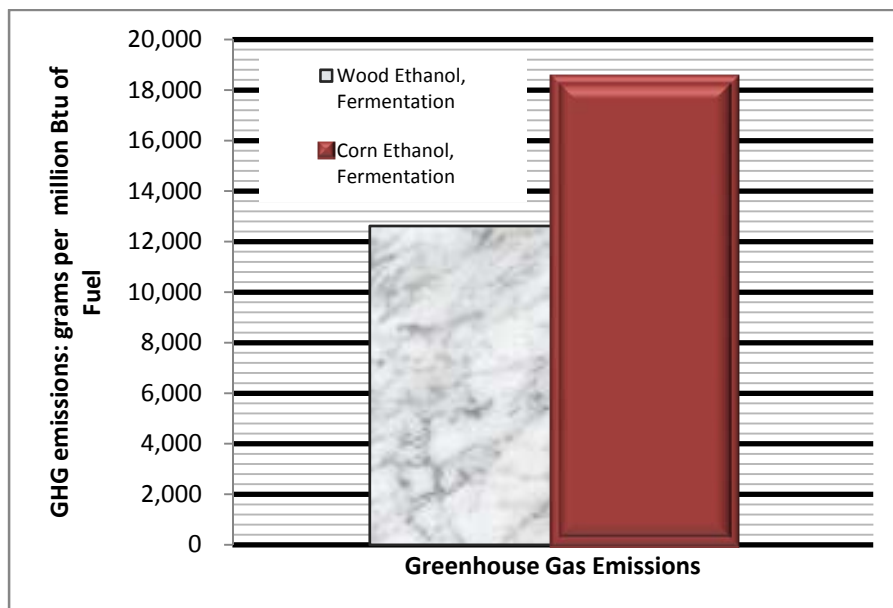 20,000
18,000
16,000
14,000
12,000
10,000
8,000
6,000
4,000
2,000
0
GHG emissions: grams per million Btu of
Fuel
Wood Ethanol,
Fermentation
Corn Ethanol,
Fermentation
Greenhouse Gas Emissions